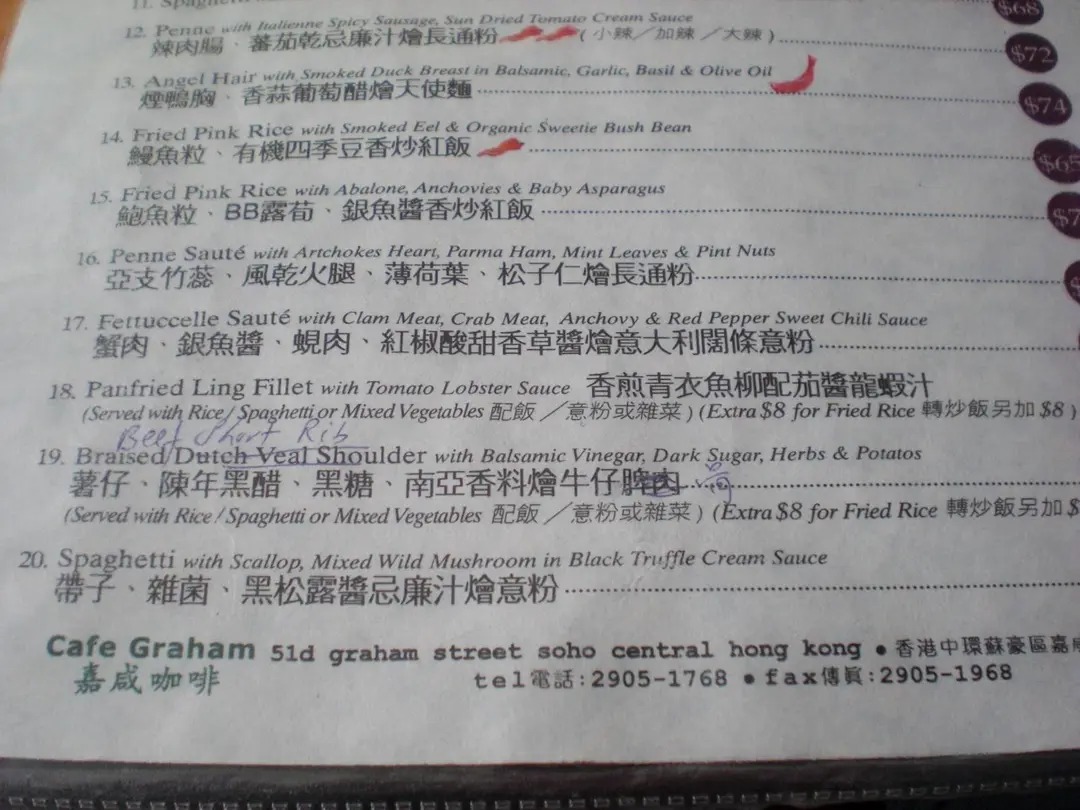 11. Spaghetti
$68
12. Penne with Italienne Spicy Sausage, Sun Dried Tomato Cream Sauce
辣肉腸、蕃茄乾忌廉汁燴長通粉 (小辣／加辣／大辣)
$72
13. Angel Hair with Smoked Duck Breast in Balsamic, Garlic, Busil & Olive Oil
煙鴨胸、香蒜葡萄醋燴天使麵
$74
14. Fried Pink Rice with Smoked Eel & Organic Sweetie Bush Bean
鰻魚粒、有機四季豆香炒紅飯
$65
15. Fried Pink Rice with Abalone, Anchovies & Baby Asparagus
鮑魚粒、BB露荀、銀魚醬香炒紅飯
16. Penne Sauté with Artchokes Heart, Parma Ham, Mint Leaves & Pint Nuts
亞支竹蕊、風乾火腿、薄荷葉、松子仁燴長通粉
17. Fettuccelle Sauté with Clam Meat, Crab Meat, Anchovy & Red Pepper Sweet Chili Sauce
蟹肉、銀魚醬、蜆肉、紅椒酸甜香草醬燴意大利闊條意粉
18. Panfried Ling Fillet with Tomato Lobster Sauce 香煎青衣魚柳配茄醬龍蝦汁
(Served with Rice/ Spaghetti or Mixed Vegetables 配飯／意粉或雜菜) (Extra $8 for Fried Rice 轉炒飯另加 $8)
Beef Short Rib
19. Braised Dutch Veal Shoulder with Balsamic Vinegar, Dark Sugar, Herbs & Potatos
薯仔、陳年黑醋、黑糖、南亞香料燴牛仔脾肉
(Served with Rice / Spaghetti or Mixed Vegetables 配飯／意粉或雜菜) (Extra $8 for Fried Rice 轉炒飯另加 $
20. Spaghetti with Scallop, Mixed Wild Mushroom in Black Truffle Cream Sauce
帶子、雜菌、黑松露醬忌廉汁燴意粉
Cafe Graham 51d graham street soho central hong kong ● 香港中環蘇豪區嘉咸
嘉咸咖啡 tel電話:2905-1768 ● fax傳真:2905-1968